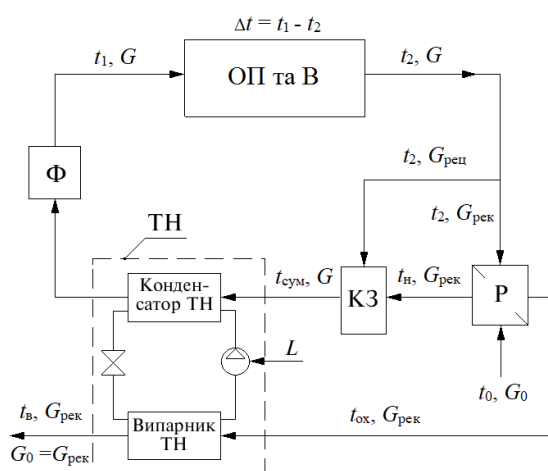 Δt = t₁ - t₂
t₁, G
ОП та В
t₂, G
Ф
t₂, Gрец
t₂, Gрек
ТН
Конден-
сатор ТН
tсум, G
КЗ
tн, Gрек
Р
L
t₀, G₀
tв, Gрек
G₀ =Gрек
Випарник
ТН
tох, Gрек